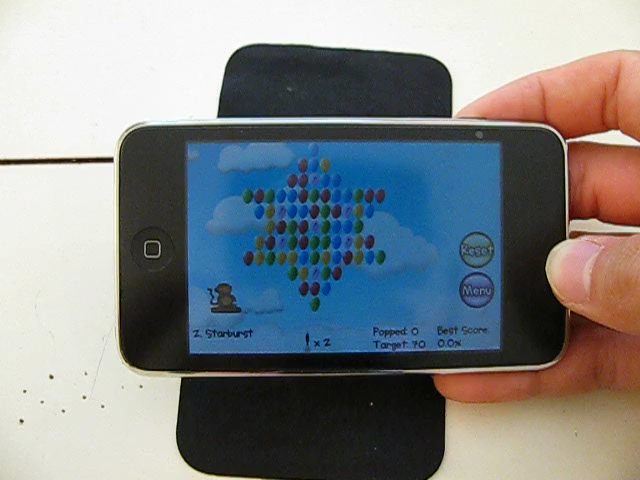 Reset
Menu
2. Starburst
x 2
Popped: 0
Best Score:
Target: 70
0.0%